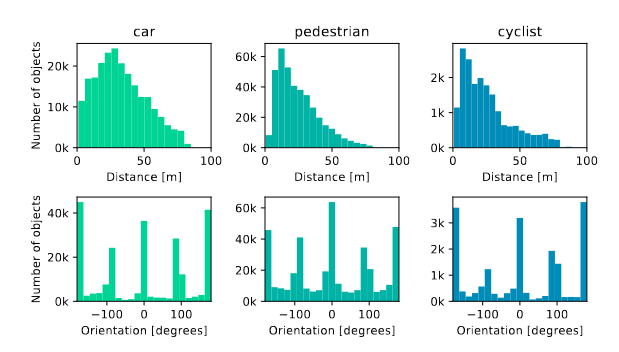 car pedestrian cyclist
Number of objects
20k
10k
0k
0 50 100
Distance [m]
60k
40k
20k
0k
0 50 100
Distance [m]
2k
1k
0k
0 50 100
Distance [m]
Number of objects
40k
20k
0k
−100 0 100
Orientation [degrees]
60k
40k
20k
0k
−100 0 100
Orientation [degrees]
3k
2k
1k
0k
−100 0 100
Orientation [degrees]